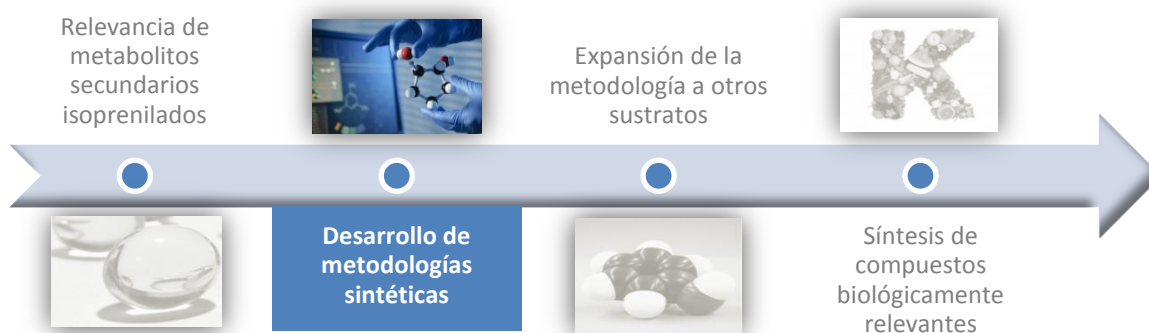 Relevancia de
metabolitos
secundarios
isoprenilados
Desarrollo de
metodologías
sintéticas
Expansión de la
metodología a otros
sustratos
Síntesis de
compuestos
biológicamente
relevantes
K